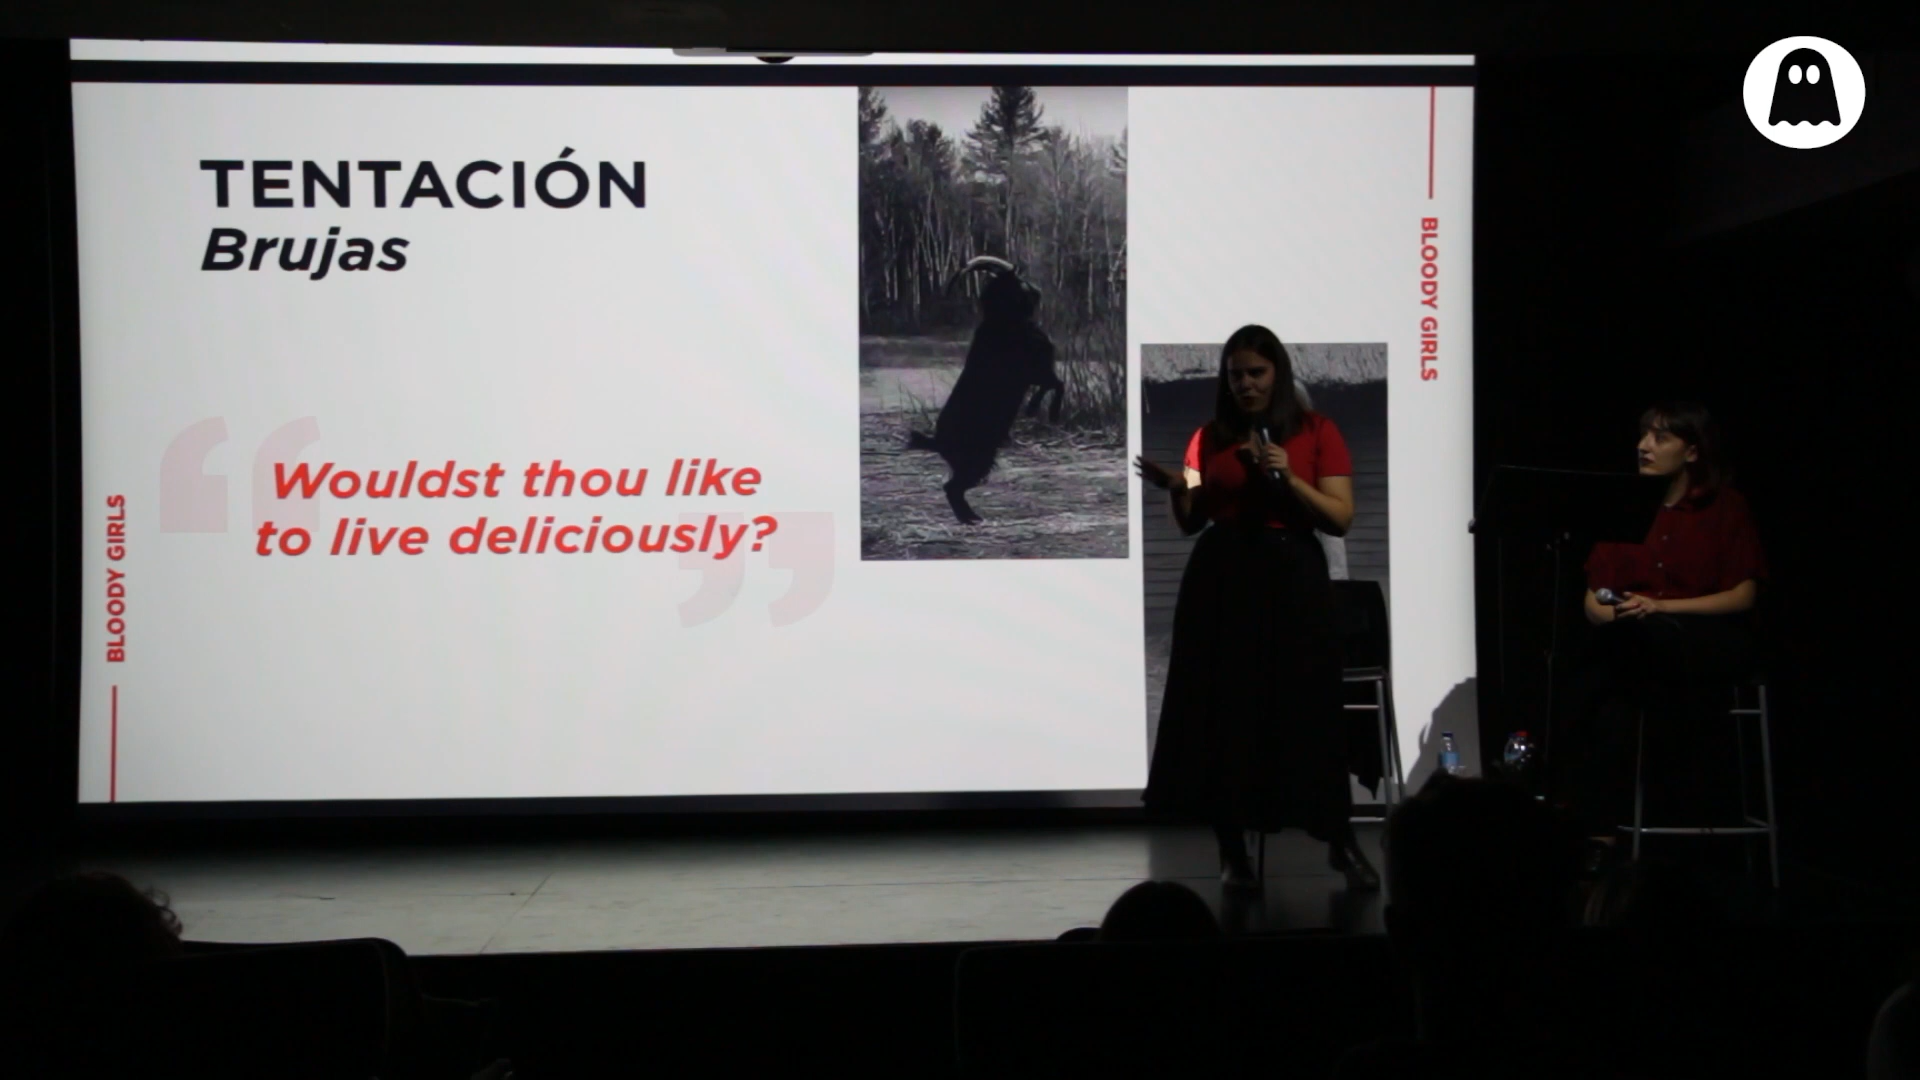 TENTACIÓN
Brujas
Wouldst thou like
to live deliciously?
BLOODY GIRLS
BLOODY GIRLS